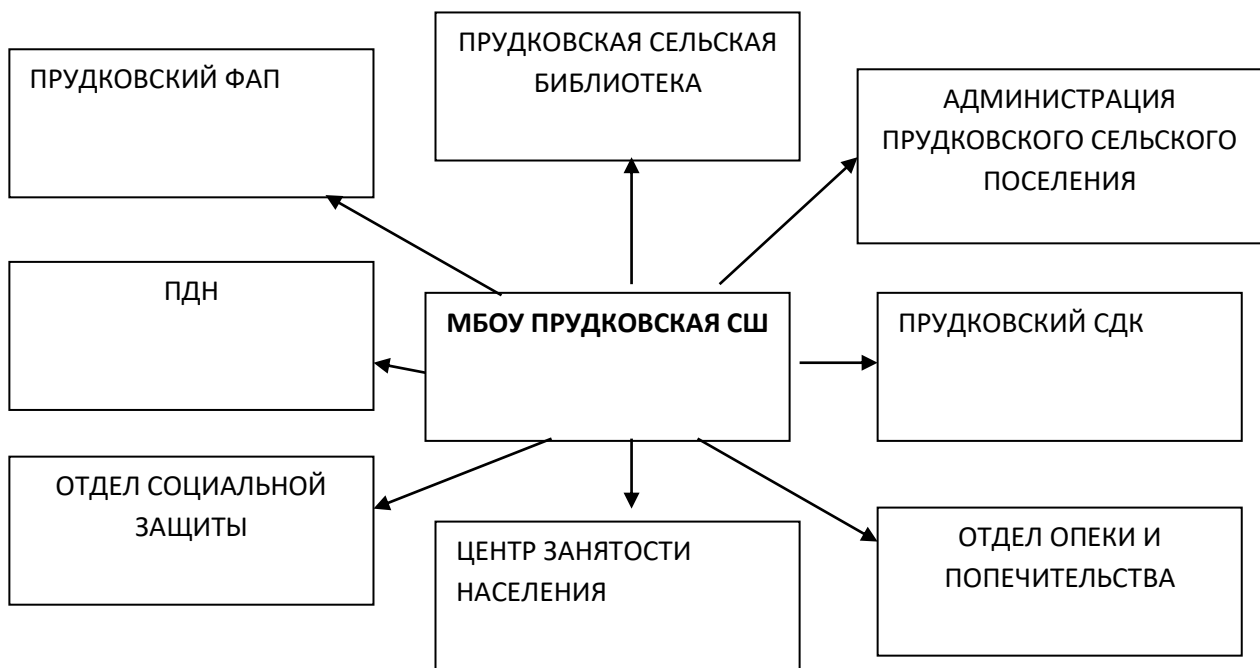 ПРУДКОВСКАЯ СЕЛЬСКАЯ
БИБЛИОТЕКА
ПРУДКОВСКИЙ ФАП
АДМИНИСТРАЦИЯ
ПРУДКОВСКОГО СЕЛЬСКОГО
ПОСЕЛЕНИЯ
ПДН
МБОУ ПРУДКОВСКАЯ СШ
ПРУДКОВСКИЙ СДК
ОТДЕЛ СОЦИАЛЬНОЙ
ЗАЩИТЫ
ЦЕНТР ЗАНЯТОСТИ
НАСЕЛЕНИЯ
ОТДЕЛ ОПЕКИ И
ПОПЕЧИТЕЛЬСТВА